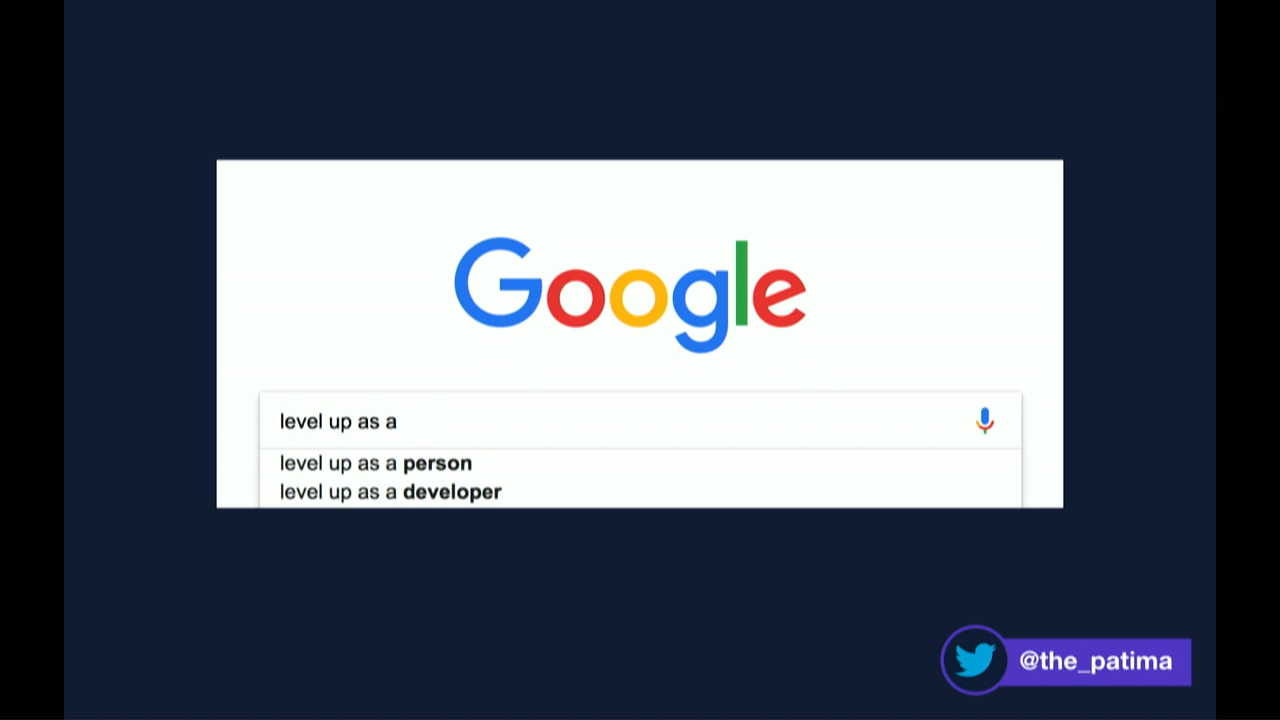 Google
level up as a
level up as a person
level up as a developer
@the_patima